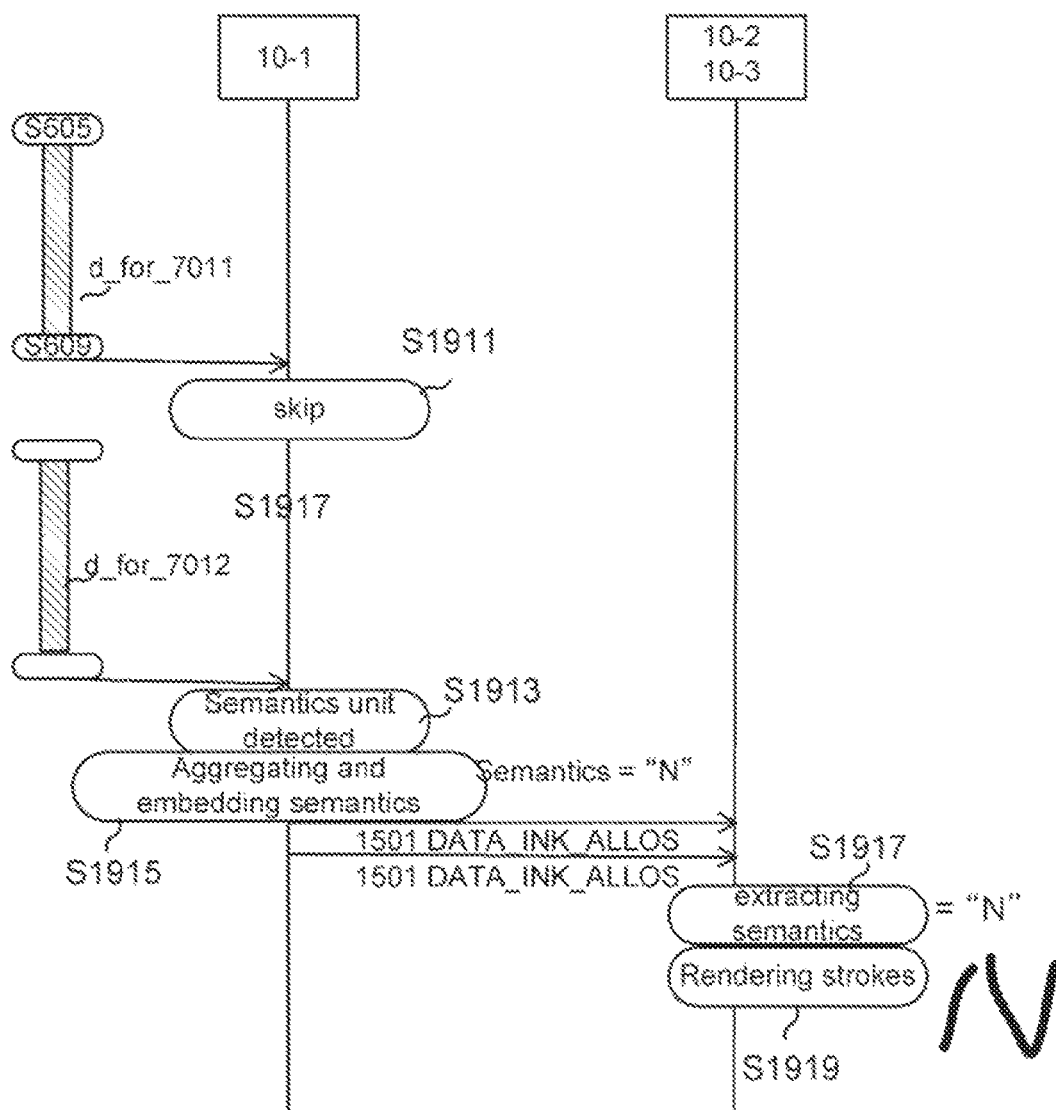 10-1
10-2
10-3
S605
d_for_7011
S609
S1911
skip
S1917
d_for_7012
S1913
Semantics unit
detected
Aggregating and
embedding semantics
Semantics = “N”
1501 DATA_INK_ALLOS
S1915
1501 DATA_INK_ALLOS
S1917
extracting
semantics
= “N”
Rendering strokes
N
S1919